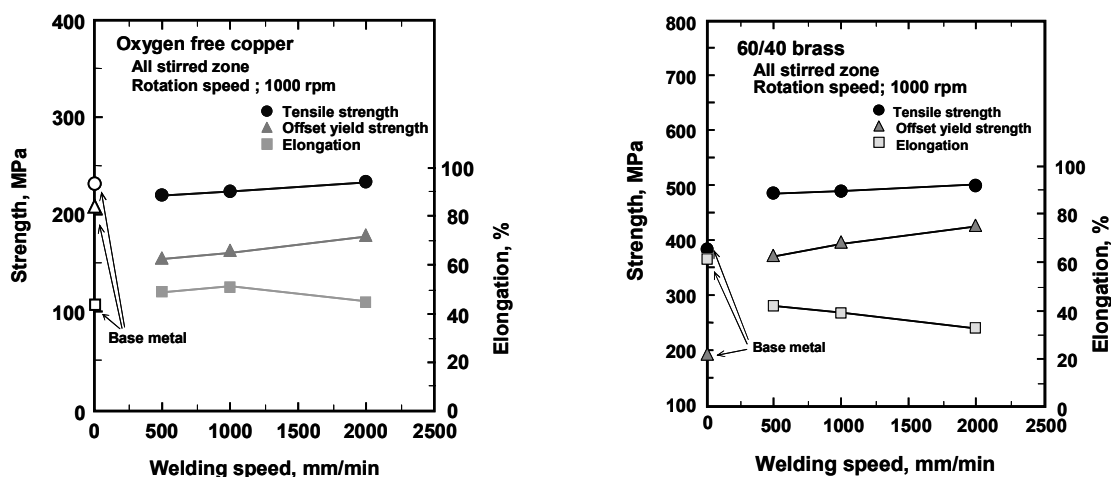 Oxygen free copper
All stirred zone
Rotation speed ; 1000 rpm
Tensile strength
Offset yield strength
Elongation
Base metal
Strength, MPa
400
300
200
100
0
Elongation, %
100
80
60
40
20
0
0 500 1000 1500 2000 2500
Welding speed, mm/min
60/40 brass
All stirred zone
Rotation speed; 1000 rpm
Tensile strength
Offset yield strength
Elongation
Base metal
Strength, MPa
800
700
600
500
400
300
200
100
Elongation, %
100
80
60
40
20
0
0 500 1000 1500 2000 2500
Welding speed, mm/min